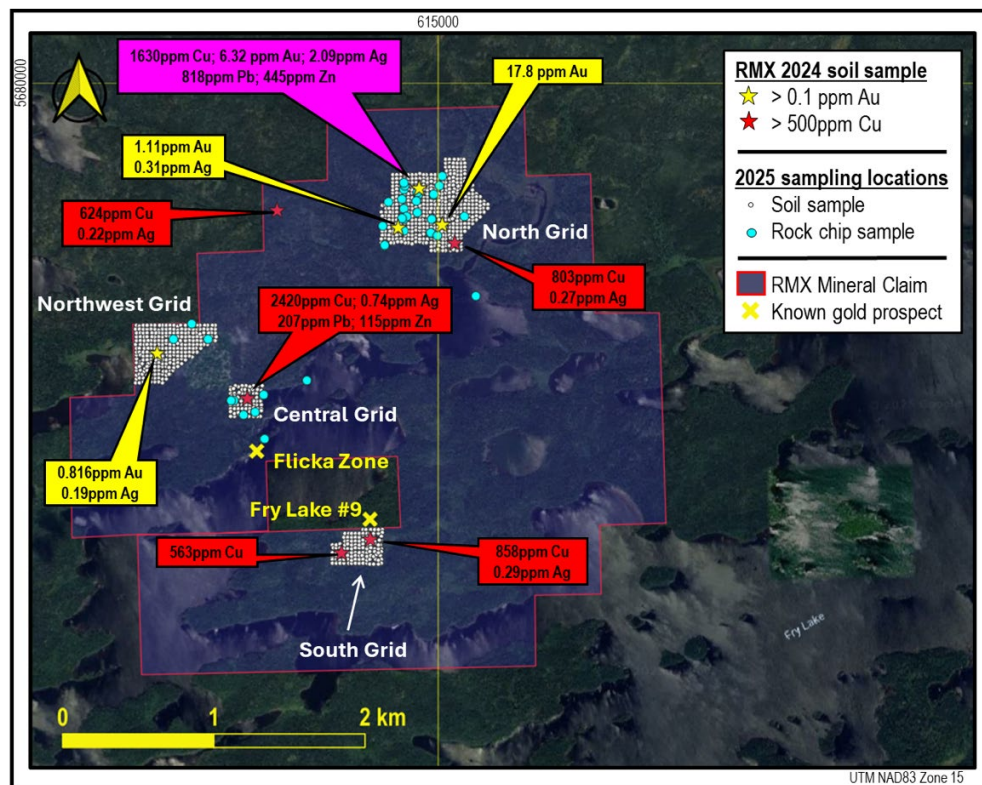 615000
5680000
1630ppm Cu; 6.32 ppm Au; 2.09ppm Ag
818ppm Pb; 445ppm Zn
17.8 ppm Au
1.11ppm Au
0.31ppm Ag
624ppm Cu
0.22ppm Ag
North Grid
803ppm Cu
0.27ppm Ag
Northwest Grid
2420ppm Cu; 0.74ppm Ag
207ppm Pb; 115ppm Zn
Central Grid
0.816ppm Au
0.19ppm Ag
Flicka Zone
Fry Lake #9
563ppm Cu
858ppm Cu
0.29ppm Ag
South Grid
Fry Lake
0 1 2 km
RMX 2024 soil sample
> 0.1 ppm Au
> 500ppm Cu
2025 sampling locations
Soil sample
Rock chip sample
RMX Mineral Claim
Known gold prospect
UTM NAD83 Zone 15